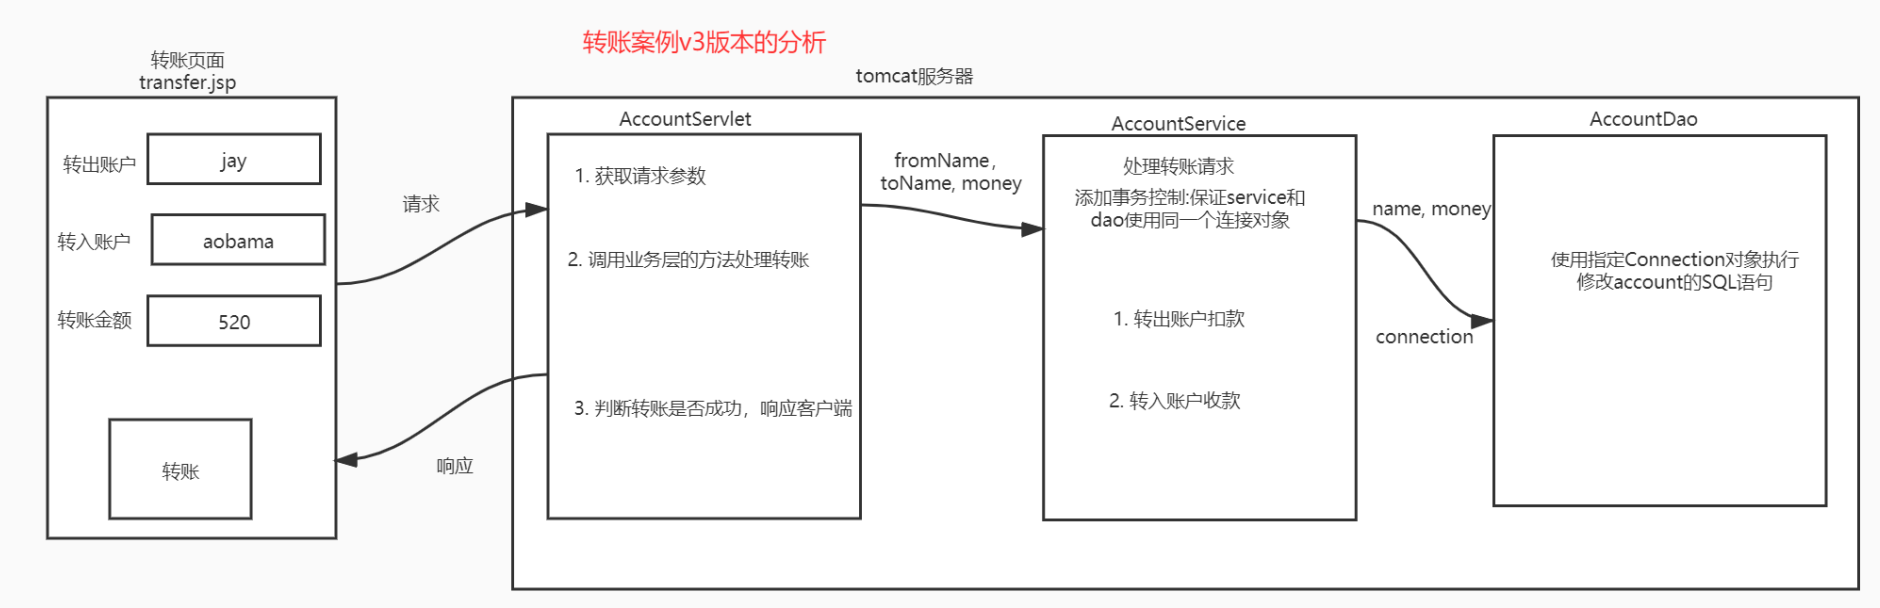 转账案例v3版本的分析
转账页面
transfer.jsp
转出账户
jay
转入账户
aobama
转账金额
520
转账
请求
响应
tomcat服务器
AccountServlet
1. 获取请求参数
2. 调用业务层的方法处理转账
3. 判断转账是否成功，响应客户端
fromName，
toName, money
AccountService
处理转账请求
添加事务控制:保证service和
dao使用同一个连接对象
1. 转出账户扣款
2. 转入账户收款
name, money
connection
AccountDao
使用指定Connection对象执行
修改account的SQL语句